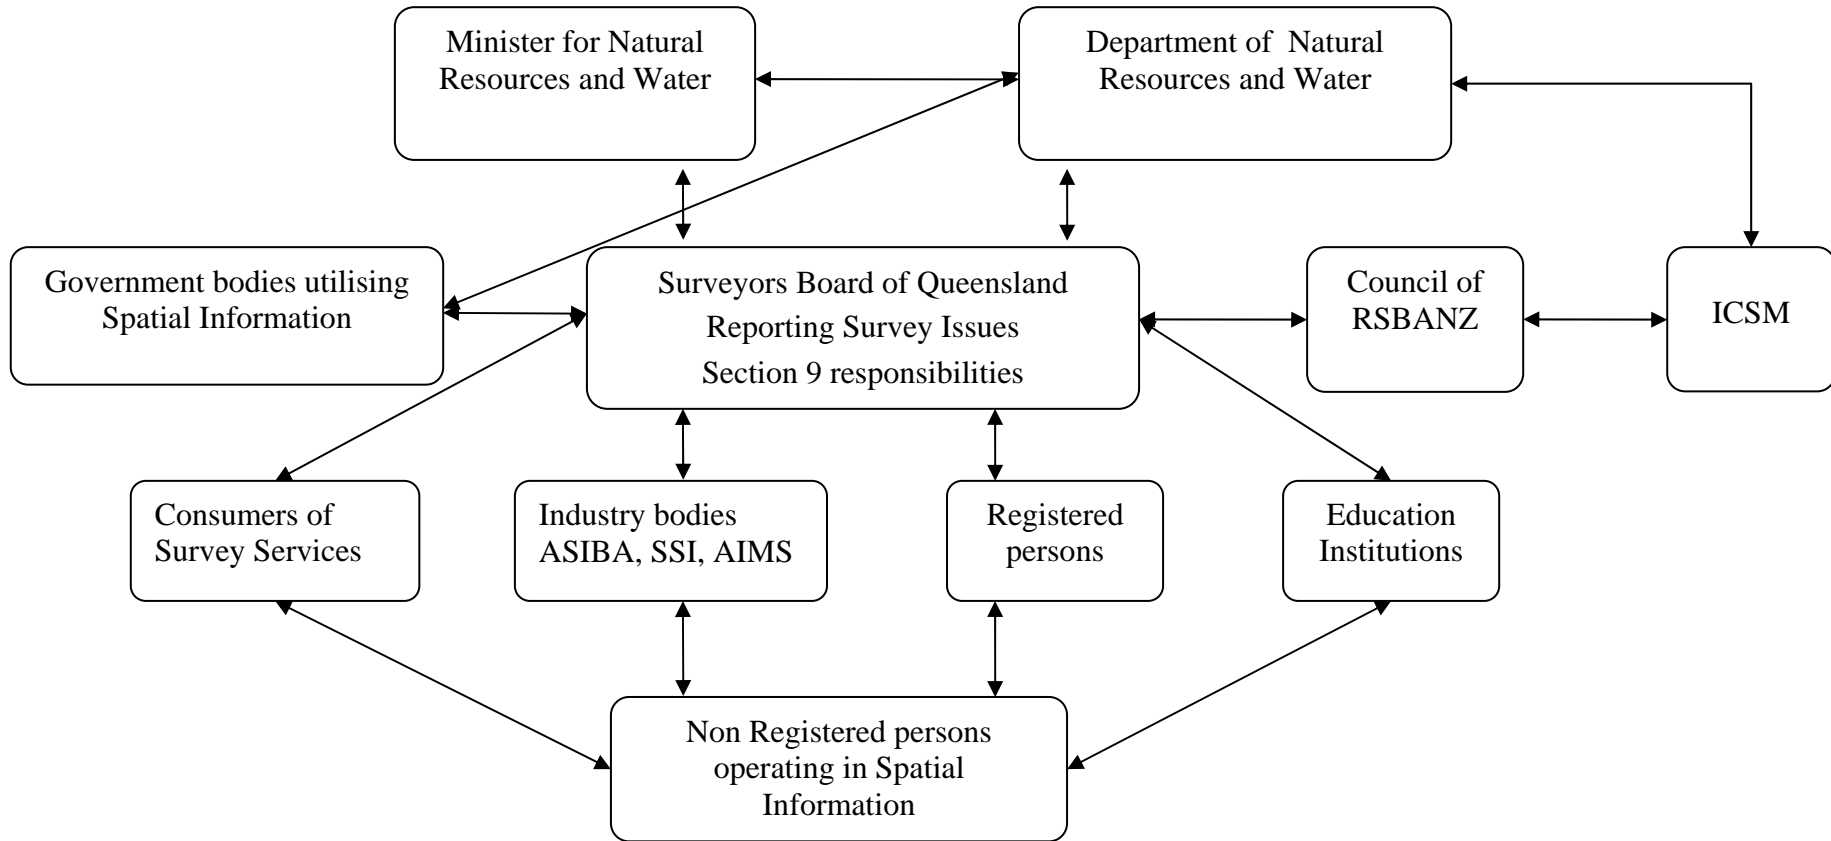 Minister for Natural
Resources and Water
Department of Natural
Resources and Water
Government bodies utilising
Spatial Information
Surveyors Board of Queensland
Reporting Survey Issues
Section 9 responsibilities
Council of
RSBANZ
ICSM
Consumers of
Survey Services
Industry bodies
ASIBA, SSI, AIMS
Registered
persons
Education
Institutions
Non Registered persons
operating in Spatial
Information